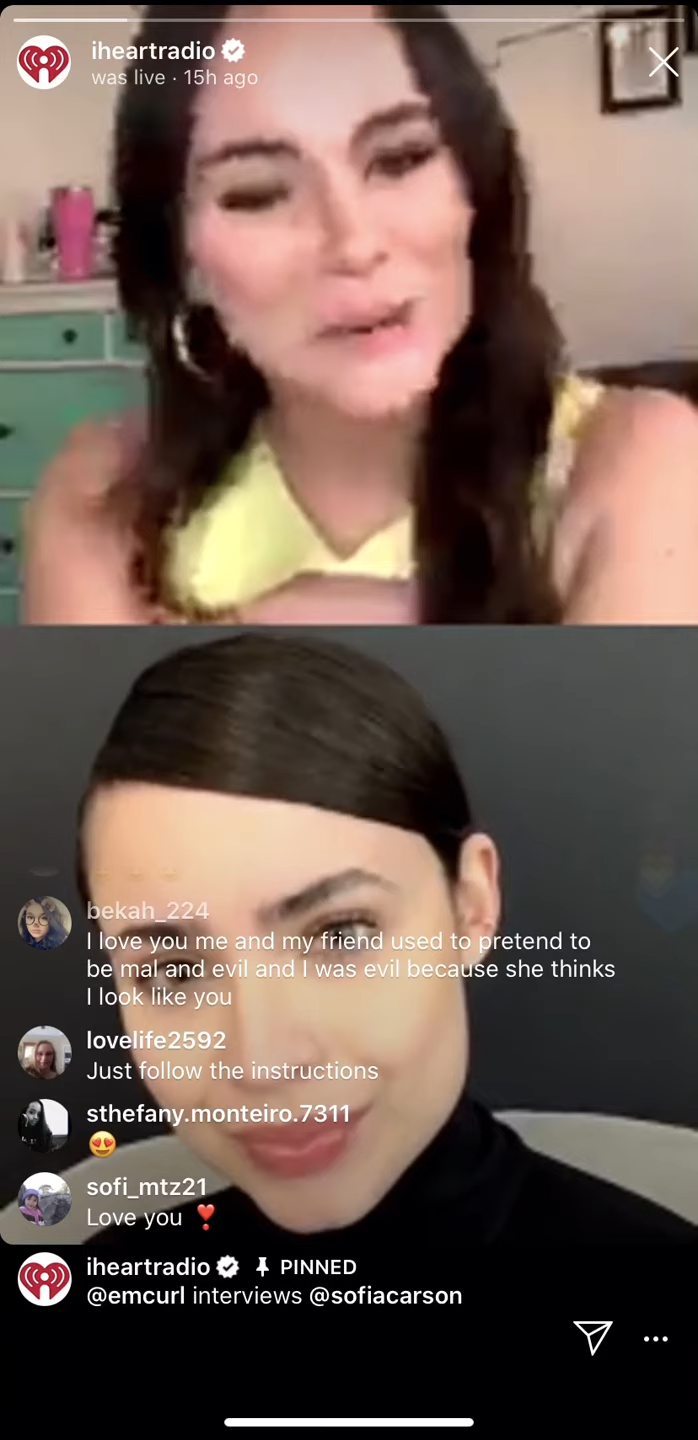 iheartradio
was live · 15h ago
bekah_224
I love you me and my friend used to pretend to
be mal and evil and I was evil because she thinks
I look like you
lovelife2592
Just follow the instructions
sthefany.monteiro.7311
😍
sofi_mtz21
Love you ❣️
iheartradio PINNED
@emcurl interviews @sofiacarson